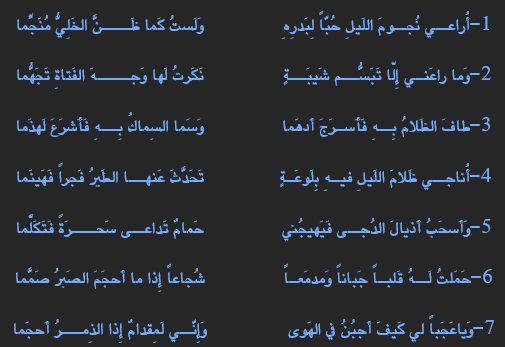 1-أُراعي نُجومَ اللَيلِ حُبّاً لِبَدرِهِ وَلَستُ كَما ظَنَّ الخَلِيُّ مُنَجِّما
2-وَما راعَني إِلّا تَبَسُّم شَيبَةٍ نَكَرتُ لَها وَجهَ الفَتاةِ تَجَهُّما
3-طافَ الظَلامُ بِهِ فَأَسرَجَ أَدهَما وَسَما السِماكُ بِهِ فَأَشرَعَ لَهذَما
4-أُناجي ظَلامَ اللَيلِ فيهِ بِلَوعَةٍ تَحَدَّثَ عَنها الطَيرُ فَجراً فَهَينَما
5-وَأَسحَبُ أَذيالَ الدُجى فَيَهيجُني حَمامٌ تَداعى سَحرَةً فَتَكَلَّما
6-حَمَلتُ لَهُ قَلباً جَباناً وَمدمَعاً شُجاعاً إِذا ما أَحجَمَ الصَبرُ صَمَّما
7-وَياعَجَباً لي كَيفَ أَجبُنُ في الهَوى وَإِنّي لَمِقدامٌ إِذا الذِمرُ أَحجَما